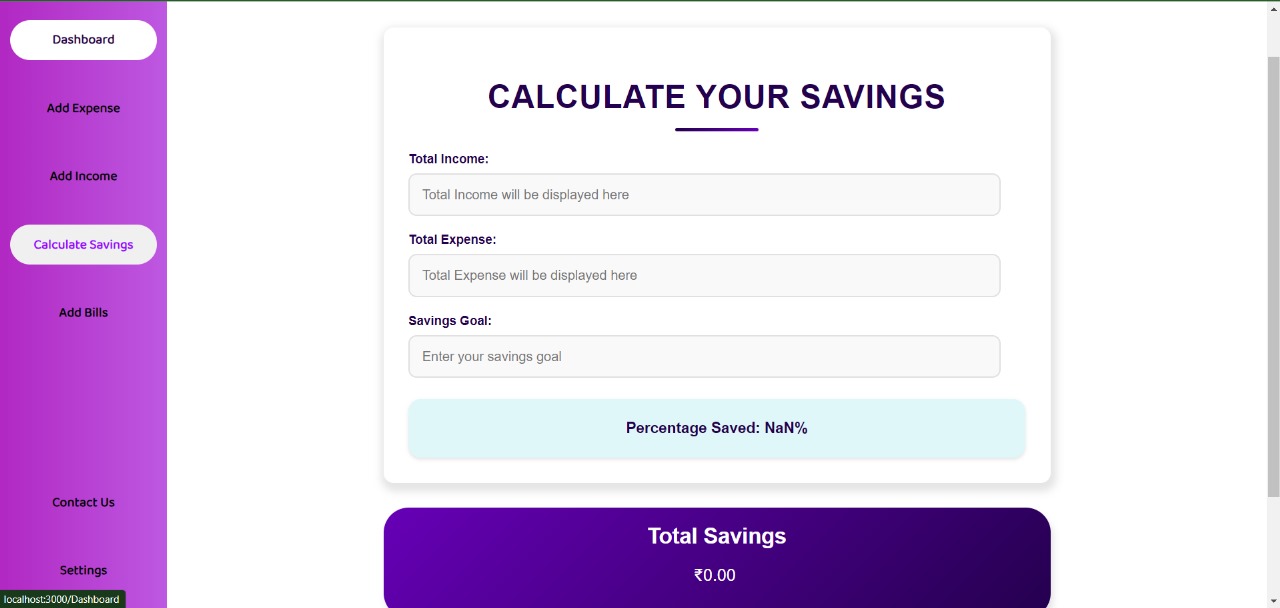 Dashboard
Add Expense
Add Income
Calculate Savings
Add Bills
Contact Us
Settings
localhost:3000/Dashboard
CALCULATE YOUR SAVINGS
Total Income:
Total Income will be displayed here
Total Expense:
Total Expense will be displayed here
Savings Goal:
Enter your savings goal
Percentage Saved: NaN%
Total Savings
₹0.00